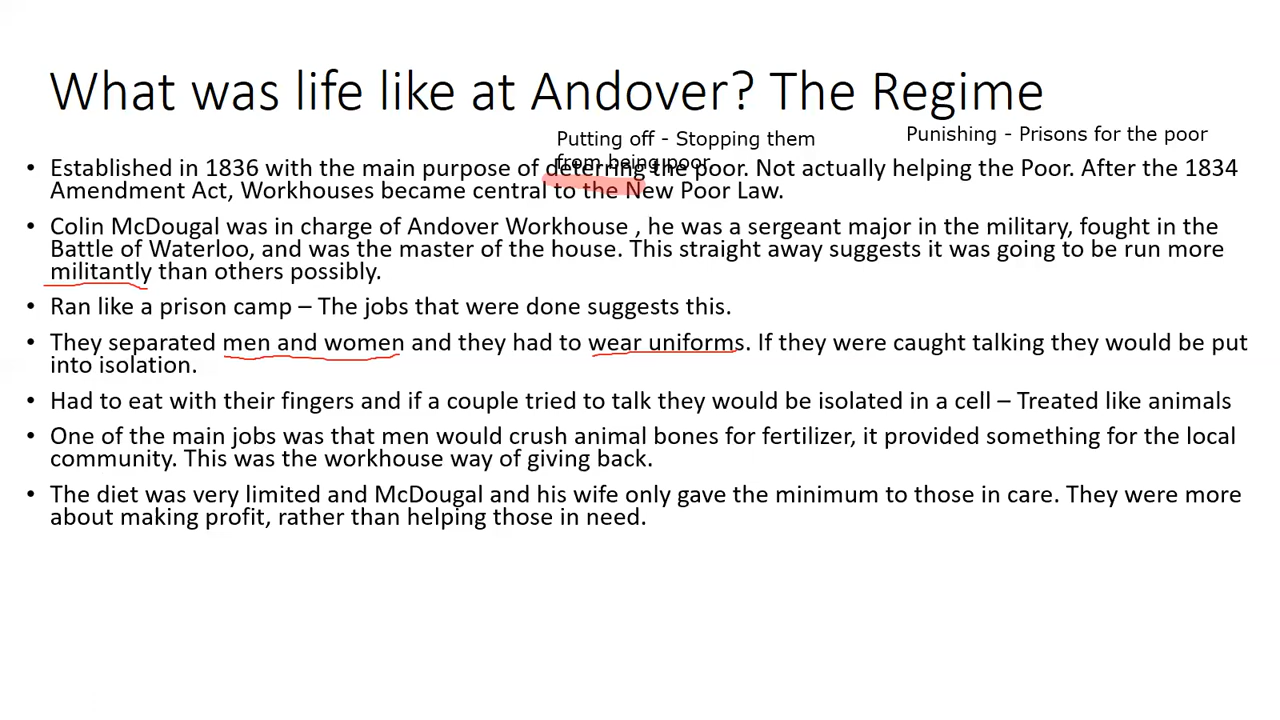 What was life like at Andover? The Regime
Putting off - Stopping them
from being poor
Punishing - Prisons for the poor
• Established in 1836 with the main purpose of deterring the poor. Not actually helping the Poor. After the 1834
Amendment Act, Workhouses became central to the New Poor Law.
• Colin McDougal was in charge of Andover Workhouse , he was a sergeant major in the military, fought in the
Battle of Waterloo, and was the master of the house. This straight away suggests it was going to be run more
militantly than others possibly.
• Ran like a prison camp – The jobs that were done suggests this.
• They separated men and women and they had to wear uniforms. If they were caught talking they would be put
into isolation.
• Had to eat with their fingers and if a couple tried to talk they would be isolated in a cell – Treated like animals
• One of the main jobs was that men would crush animal bones for fertilizer, it provided something for the local
community. This was the workhouse way of giving back.
• The diet was very limited and McDougal and his wife only gave the minimum to those in care. They were more
about making profit, rather than helping those in need.